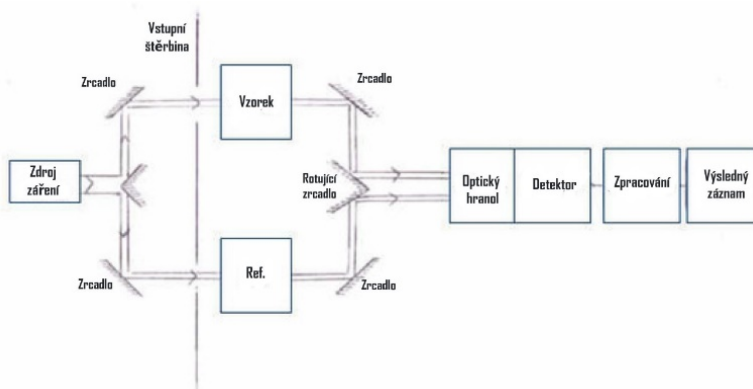 Vstupní
štěrbina
Zrcadlo
Zrcadlo
Vzorek
Zdroj
záření
Rotující
zrcadlo
Optický
hranol
Detektor
Zpracování
Výsledný
záznam
Zrcadlo
Ref.
Zrcadlo